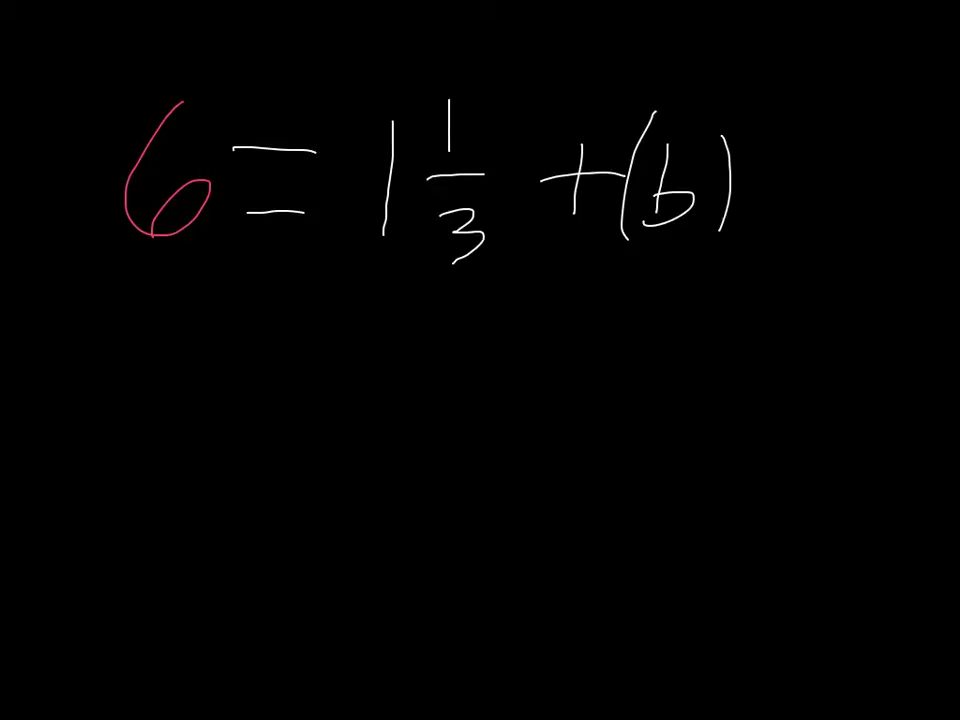 6 = 1 1/3 + (b)